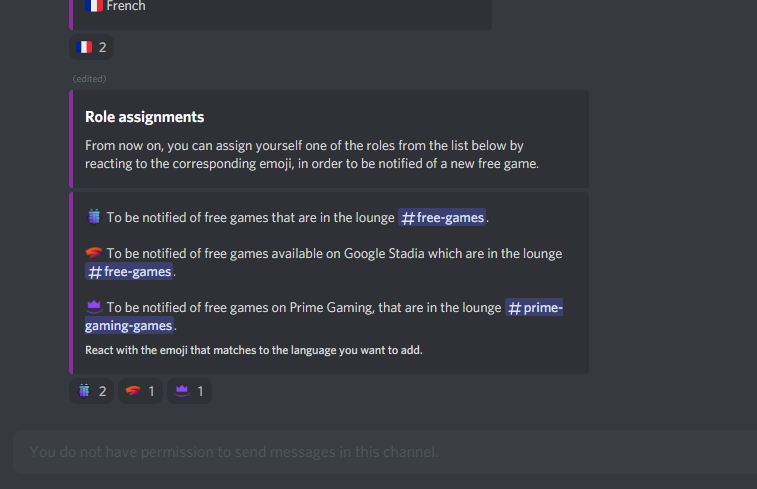 French
2
(edited)
Role assignments
From now on, you can assign yourself one of the roles from the list below by
reacting to the corresponding emoji, in order to be notified of a new free game.
To be notified of free games that are in the lounge #free-games.
To be notified of free games available on Google Stadia which are in the lounge
#free-games.
To be notified of free games on Prime Gaming, that are in the lounge #prime-
gaming-games.
React with the emoji that matches to the language you want to add.
2 1 1
You do not have permission to send messages in this channel.